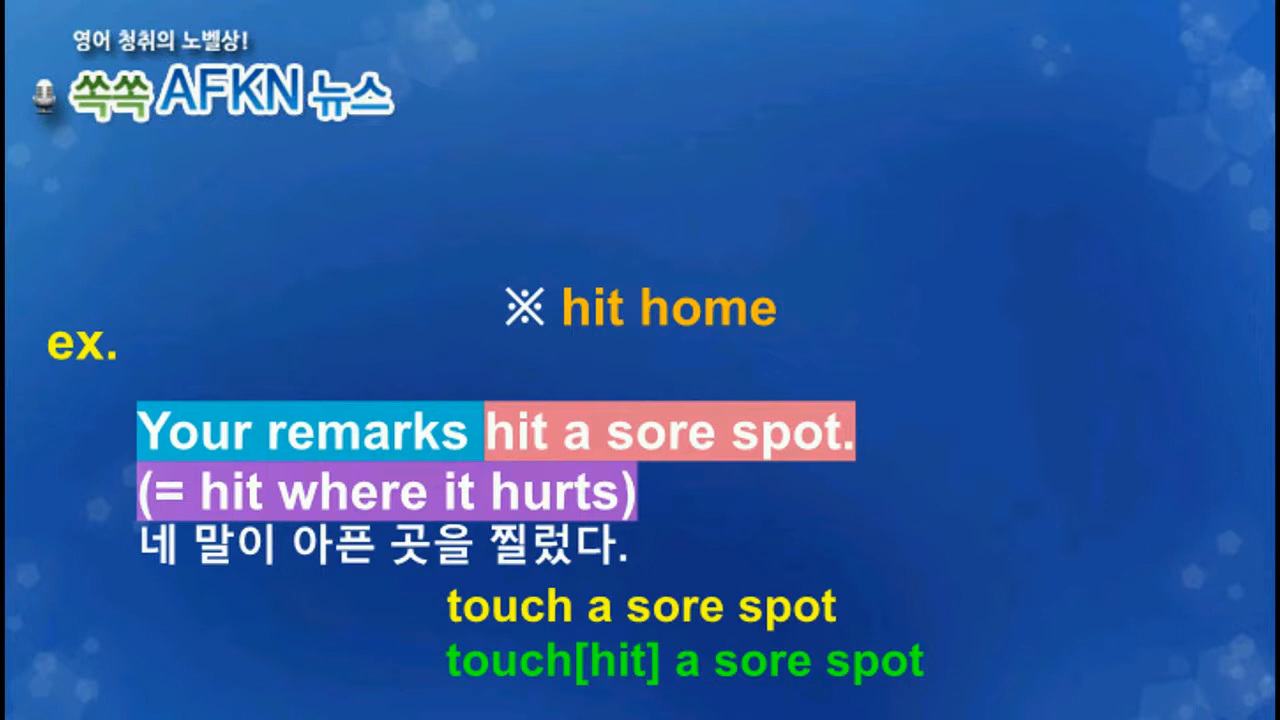 영어 청취의 노벨상!
쏙쏙 AFKN 뉴스
※ hit home
ex.
Your remarks hit a sore spot.
(= hit where it hurts)
네 말이 아픈 곳을 찔렀다.
touch a sore spot
touch[hit] a sore spot